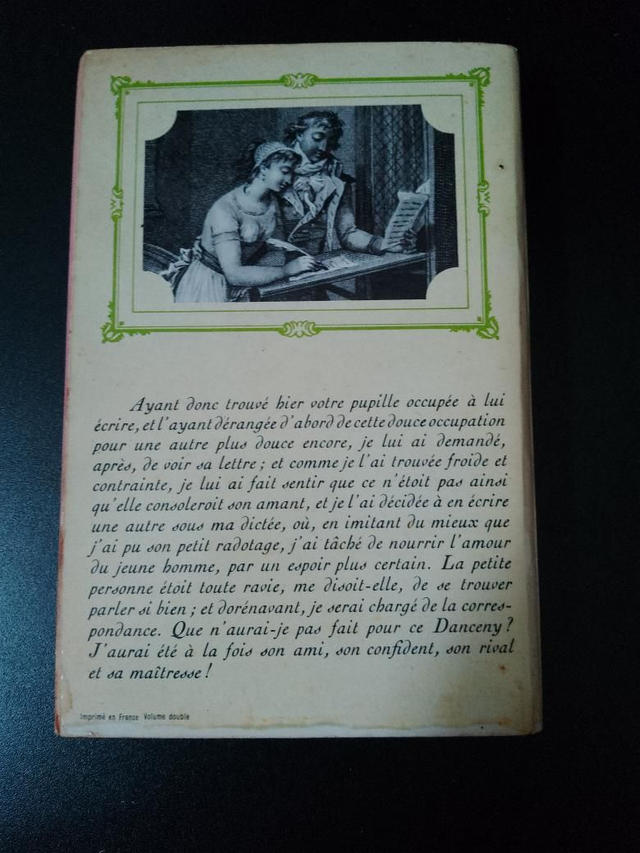 Ayant donc trouvé hier votre pupille occupée à lui
écrire, et l'ayant dérangée d'abord de cette douce occupation
pour une autre plus douce encore, je lui ai demandé,
après, de voir sa lettre ; et comme je l'ai trouvée froide et
contrainte, je lui ai fait sentir que ce n'étoit pas ainsi
qu'elle consoleroit son amant, et je l'ai décidée à en écrire
une autre sous ma dictée, où, en imitant du mieux que
j'ai pu son petit radotage, j'ai tâché de nourrir l'amour
du jeune homme, par un espoir plus certain. La petite
personne étoit toute ravie, me disoit-elle, de se trouver
parler si bien ; et dorénavant, je serai chargé de la corres-
pondance. Que n'aurai-je pas fait pour ce Danceny ?
J'aurai été à la fois son ami, son confident, son rival
et sa maîtresse !
Imprimé en France Volume double